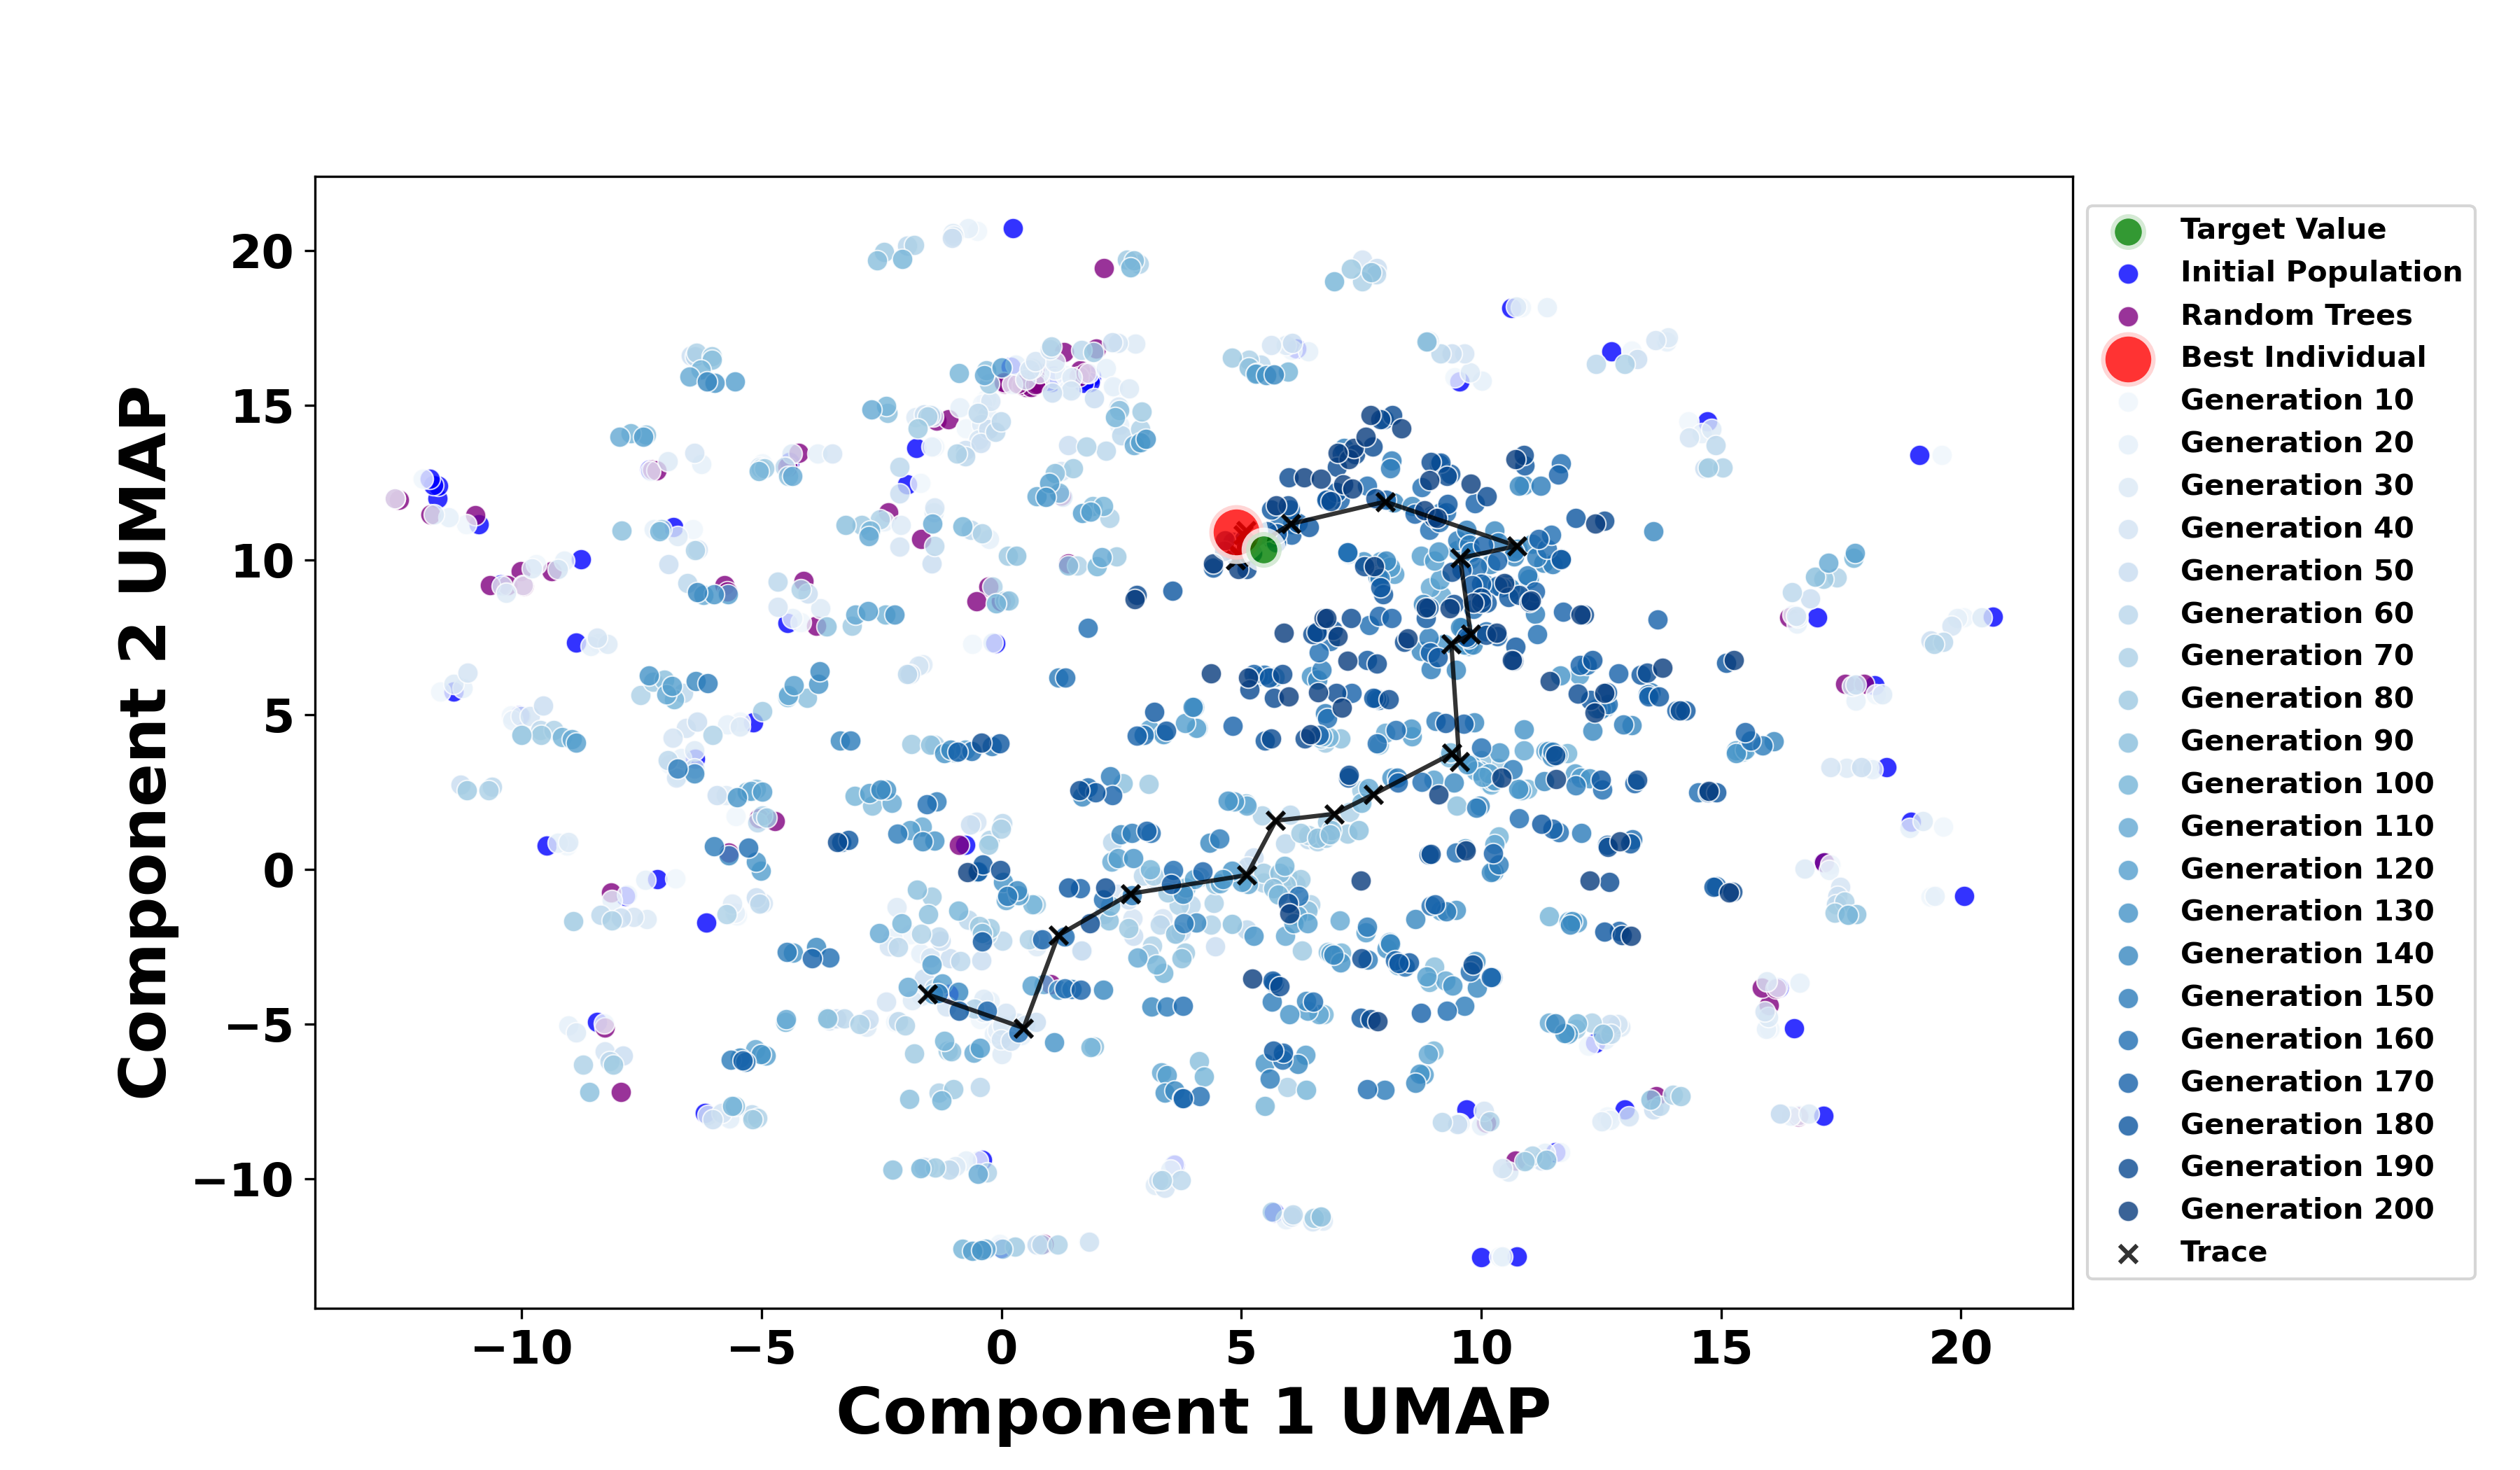 20
15
10
5
0
−5
−10
Component 2 UMAP
−10 −5 0 5 10 15 20
Component 1 UMAP
Target Value
Initial Population
Random Trees
Best Individual
Generation 10
Generation 20
Generation 30
Generation 40
Generation 50
Generation 60
Generation 70
Generation 80
Generation 90
Generation 100
Generation 110
Generation 120
Generation 130
Generation 140
Generation 150
Generation 160
Generation 170
Generation 180
Generation 190
Generation 200
Trace